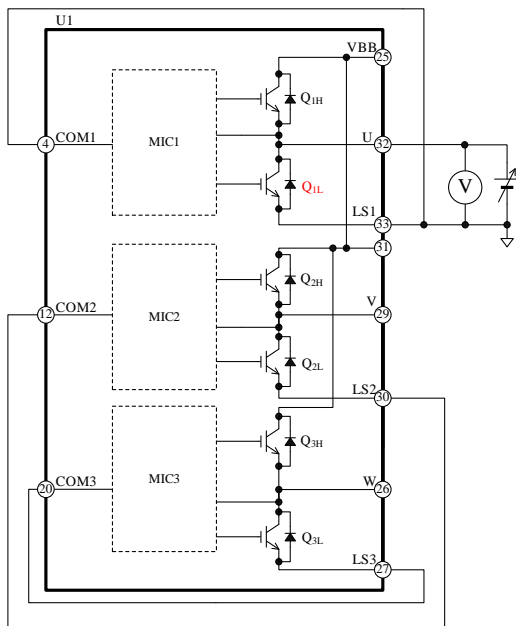 U1
VBB
25
Q1H
4
COM1
MIC1
U
32
V
Q1L
LS1
33
31
Q2H
12
COM2
MIC2
V
29
Q2L
LS2
30
Q3H
20
COM3
MIC3
W
26
Q3L
LS3
27